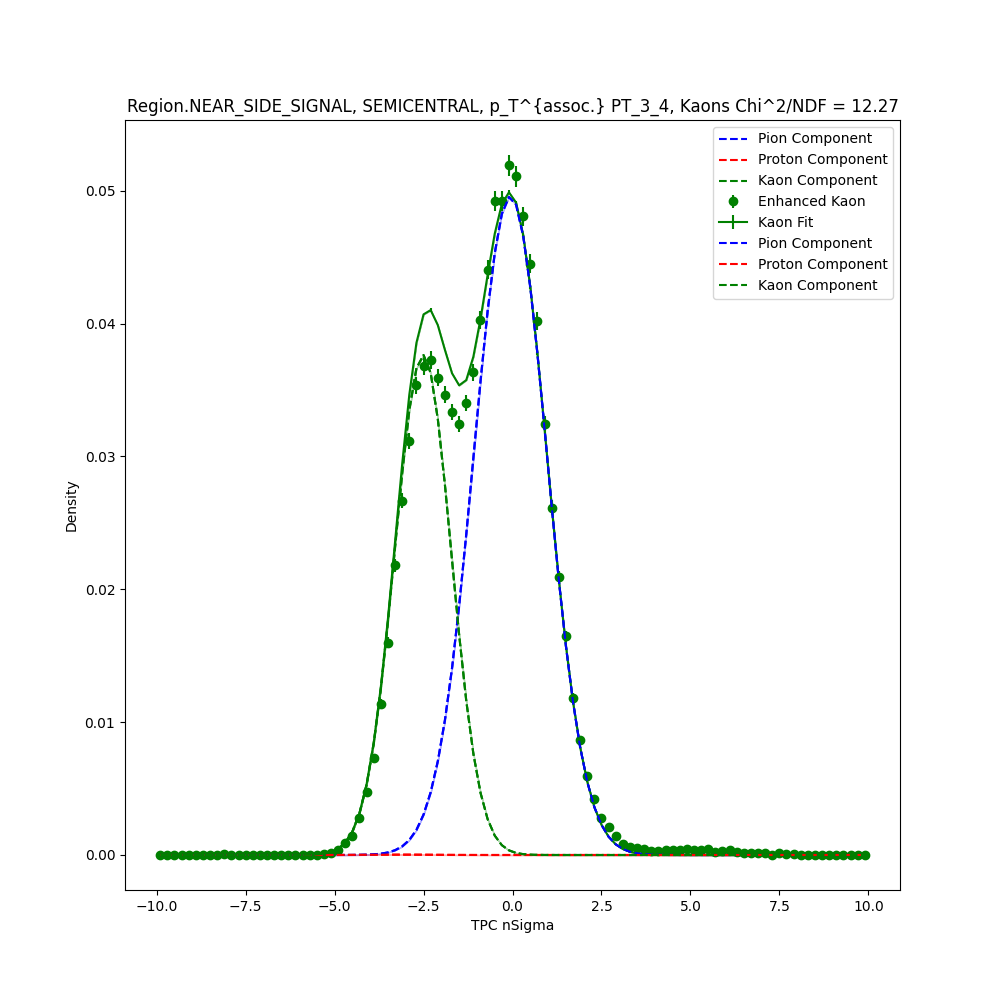 Region.NEAR_SIDE_SIGNAL, SEMICENTRAL, p_T^{assoc.} PT_3_4, Kaons Chi^2/NDF = 12.27
Pion Component
Proton Component
Kaon Component
Enhanced Kaon
Kaon Fit
Pion Component
Proton Component
Kaon Component
0.05
0.04
0.03
0.02
0.01
0.00
Density
−10.0 −7.5 −5.0 −2.5 0.0 2.5 5.0 7.5 10.0
TPC nSigma